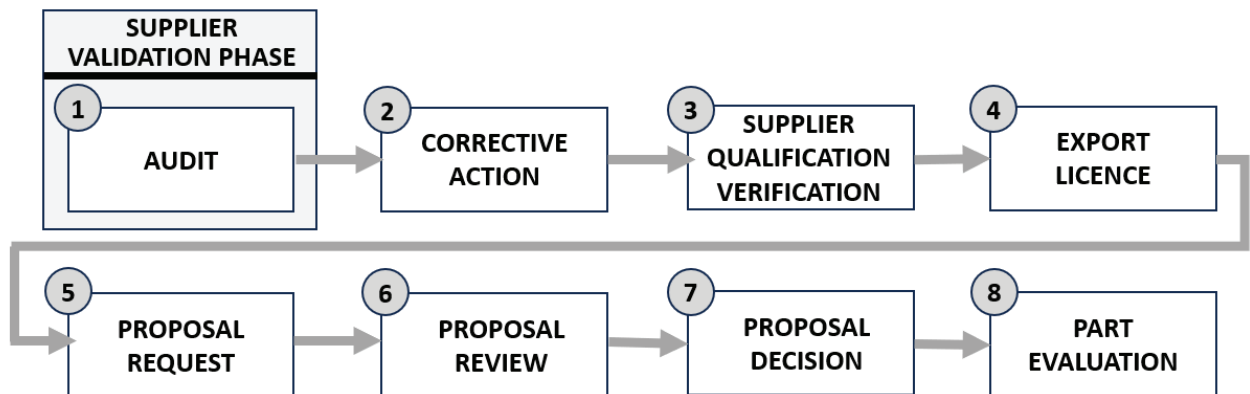 SUPPLIER
VALIDATION PHASE
1
AUDIT
2
CORRECTIVE
ACTION
3
SUPPLIER
QUALIFICATION
VERIFICATION
4
EXPORT
LICENCE
5
PROPOSAL
REQUEST
6
PROPOSAL
REVIEW
7
PROPOSAL
DECISION
8
PART
EVALUATION